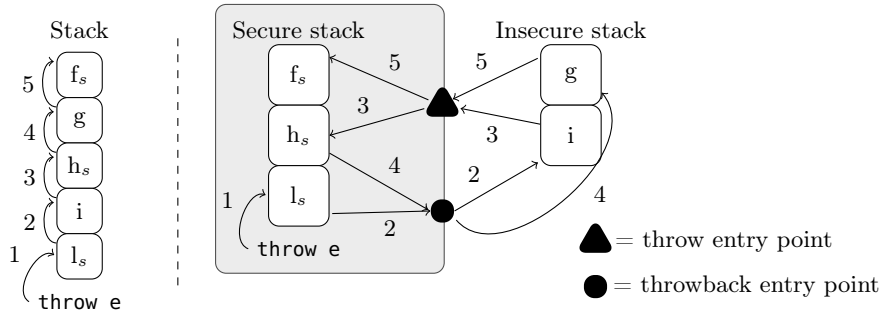 Stack
f_s
5
g
4
h_s
3
i
2
l_s
1
throw e
Secure stack
Insecure stack
f_s
5
5
g
3
h_s
3
i
4
2
4
l_s
1
2
throw e
= throw entry point
= throwback entry point